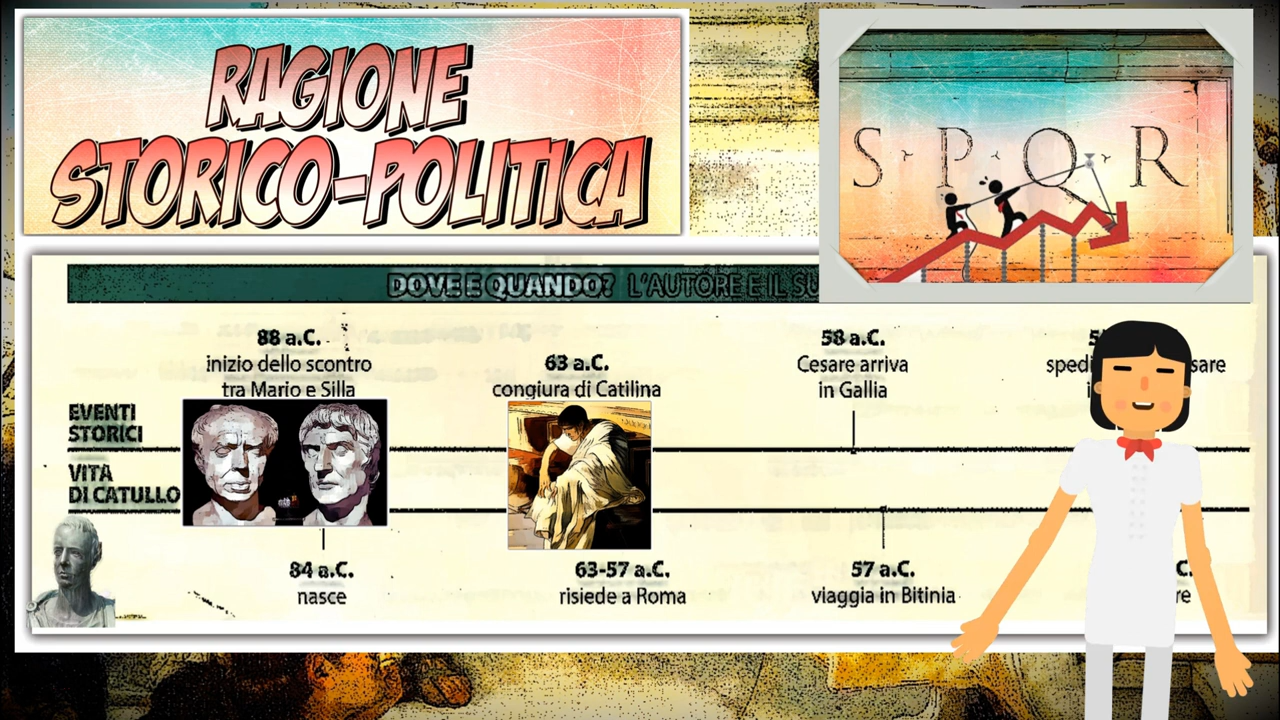 RAGIONE
STORICO-POLITICA
S · P · Q · R
DOVE E QUANDO? L'AUTORE E IL
88 a.C.
inizio dello scontro
tra Mario e Silla
63 a.C.
congiura di Catilina
58 a.C.
Cesare arriva
in Gallia
EVENTI
STORICI
VITA
DI CATULLO
84 a.C.
nasce
63-57 a.C.
risiede a Roma
57 a.C.
viaggia in Bitinia